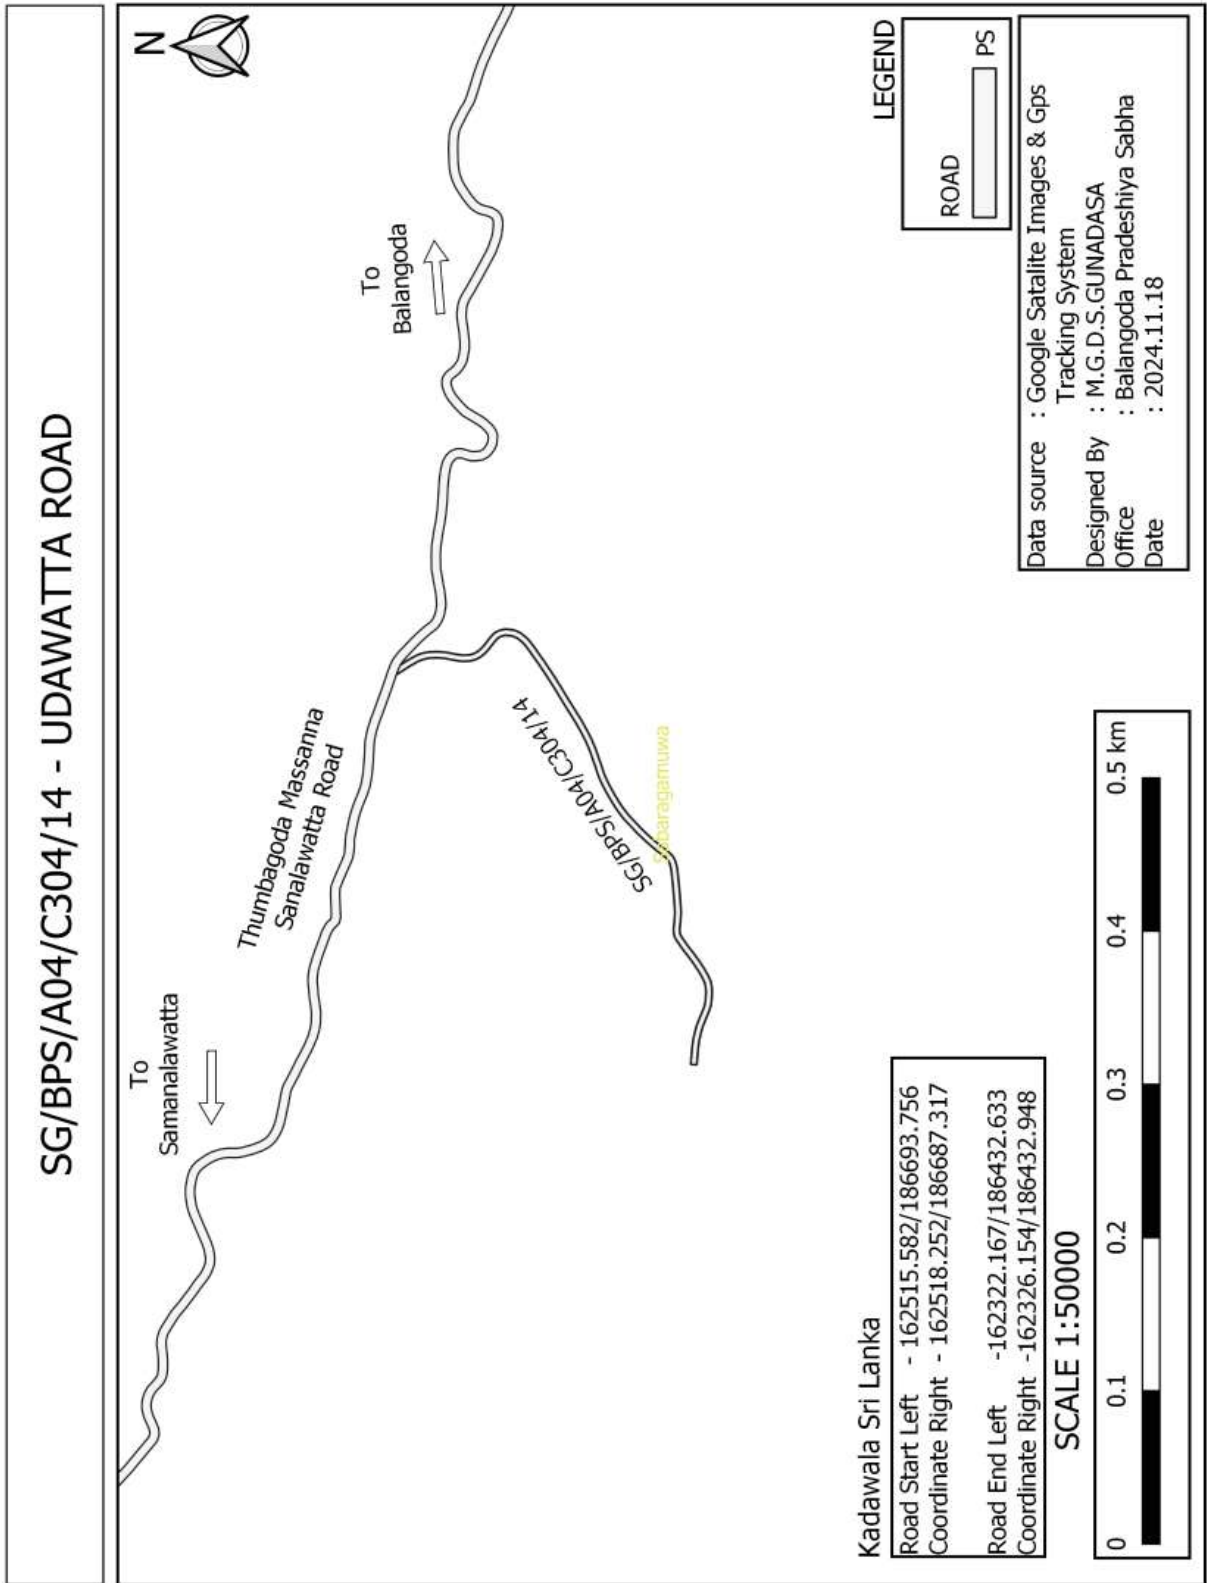 SG/BPS/A04/C304/14 - UDAWATTA ROAD
N
To
Samanalawatta
Thumbagoda Massanna
Sanalawatta Road
To
Balangoda
SG/BPS/A04/C304/14
Sabaragamuwa
Kadawala Sri Lanka
Road Start Left - 162515.582/186693.756
Coordinate Right - 162518.252/186687.317
Road End Left -162322.167/186432.633
Coordinate Right -162326.154/186432.948
SCALE 1:50000
0 0.1 0.2 0.3 0.4 0.5 km
LEGEND
ROAD
PS
Data source : Google Satalite Images & Gps
Tracking System
Designed By : M.G.D.S.GUNADASA
Office : Balangoda Pradeshiya Sabha
Date : 2024.11.18